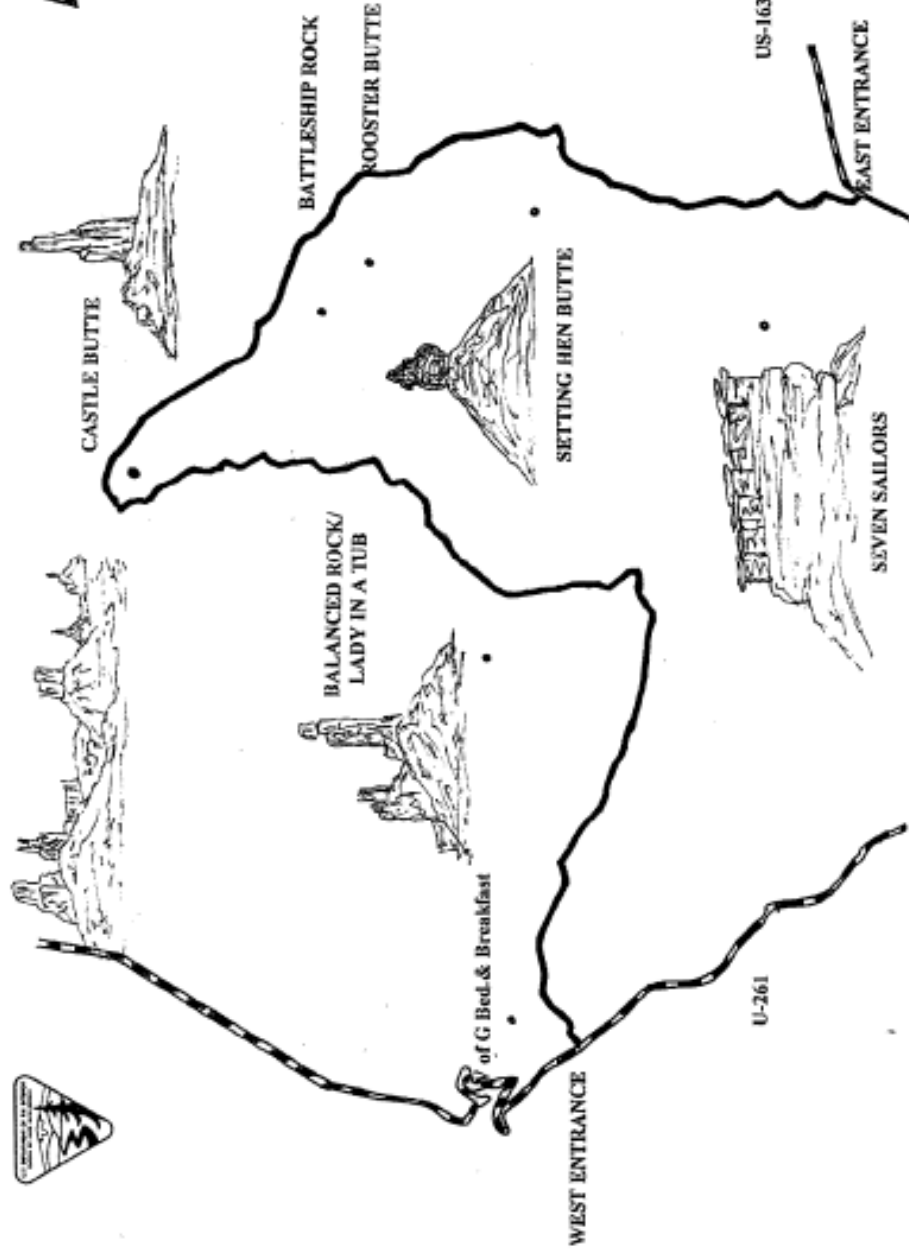 CASTLE BUTTE
BATTLESHIP ROCK
ROOSTER BUTTE
BALANCED ROCK/
LADY IN A TUB
SETTING HEN BUTTE
US-163
of G Bed & Breakfast
WEST ENTRANCE
U-261
SEVEN SAILORS
EAST ENTRANCE